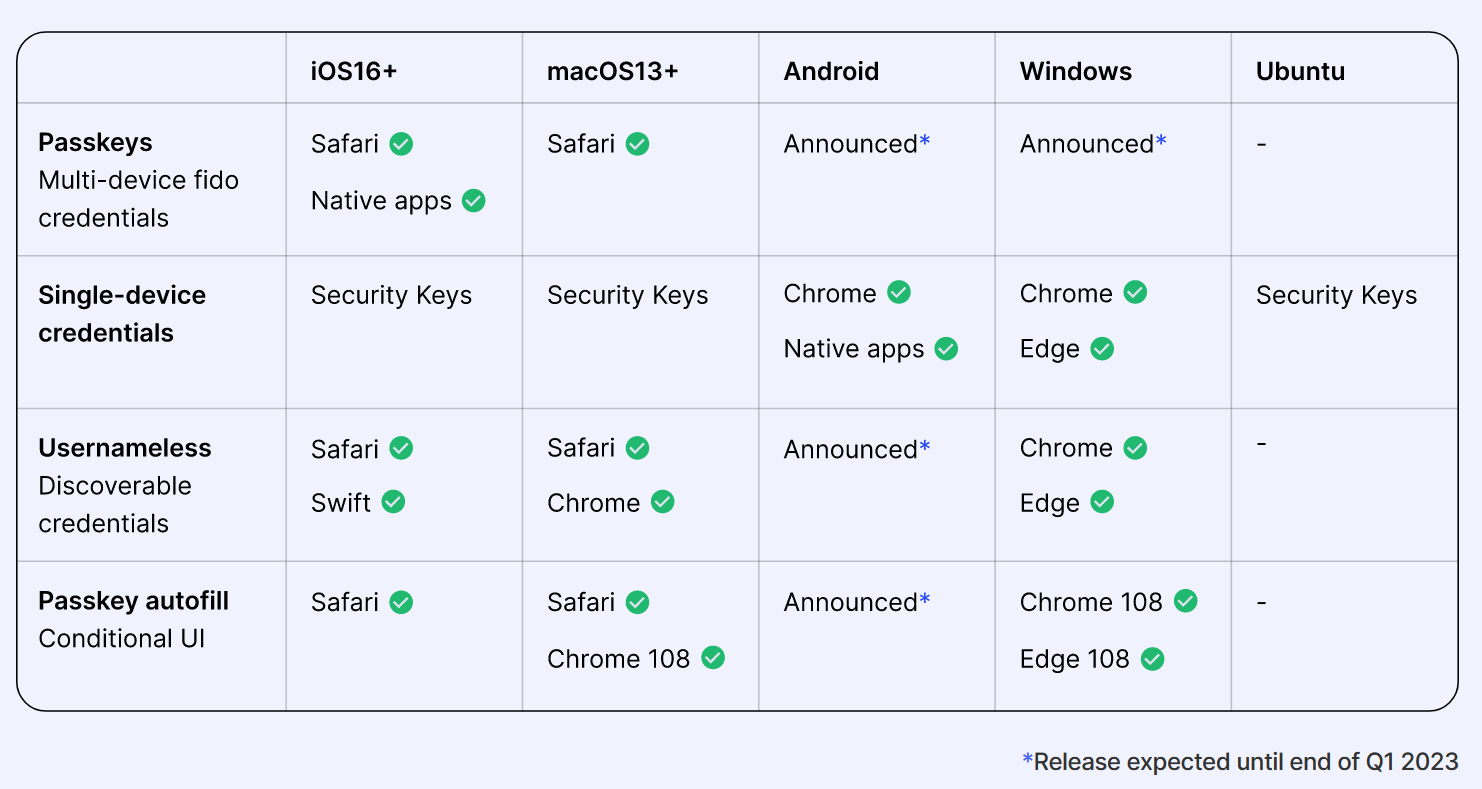 iOS16+ macOS13+ Android Windows Ubuntu
Passkeys
Multi-device fido
credentials
Safari
Native apps
Safari
Announced*
Announced*
-
Single-device
credentials
Security Keys
Security Keys
Chrome
Native apps
Chrome
Edge
Security Keys
Usernameless
Discoverable
credentials
Safari
Swift
Safari
Chrome
Announced*
Chrome
Edge
-
Passkey autofill
Conditional UI
Safari
Safari
Chrome 108
Announced*
Chrome 108
Edge 108
-
*Release expected until end of Q1 2023